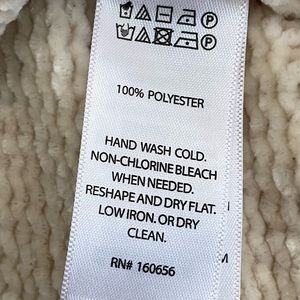 100% POLYESTER
HAND WASH COLD.
NON-CHLORINE BLEACH
WHEN NEEDED.
RESHAPE AND DRY FLAT.
LOW IRON. OR DRY
CLEAN.
RN# 160656
M